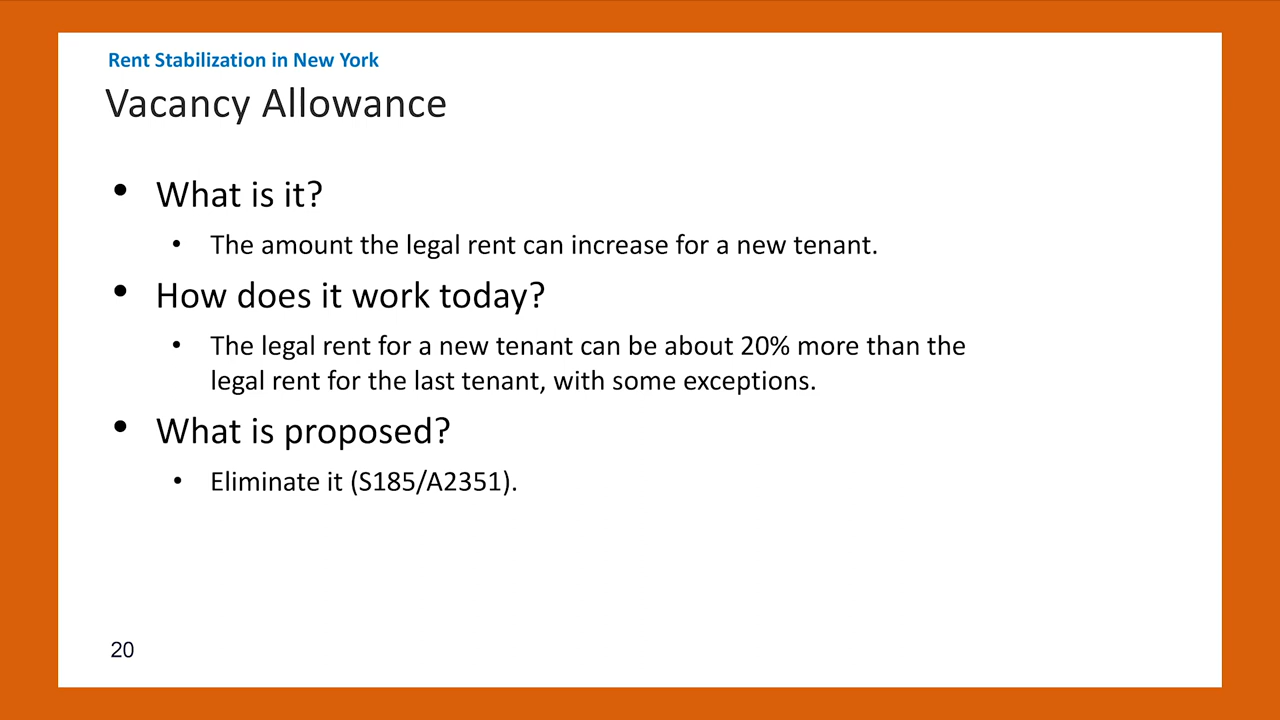 Rent Stabilization in New York
Vacancy Allowance
• What is it?
• The amount the legal rent can increase for a new tenant.
• How does it work today?
• The legal rent for a new tenant can be about 20% more than the
legal rent for the last tenant, with some exceptions.
• What is proposed?
• Eliminate it (S185/A2351).
20